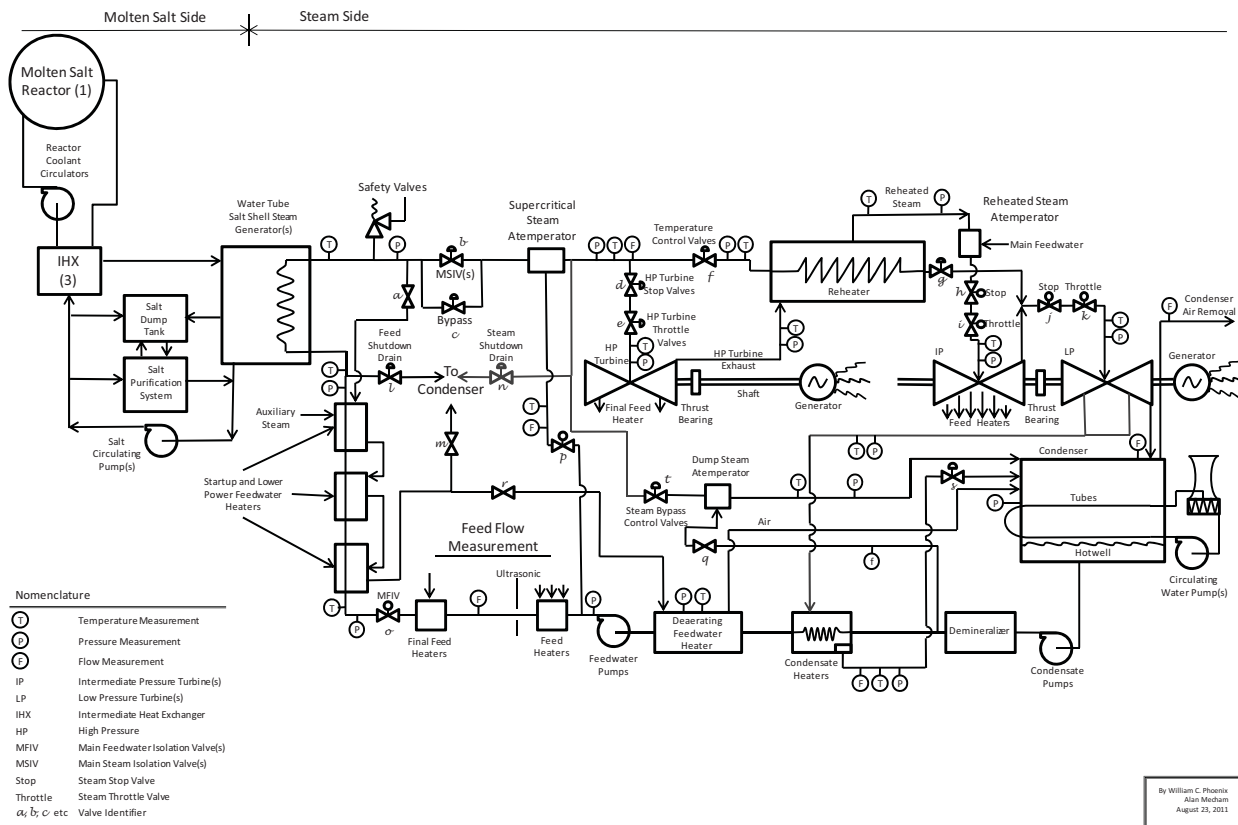 Molten Salt Side
Steam Side
Molten Salt
Reactor (1)
Reactor
Coolant
Circulators
IHX
(3)
Salt
Dump
Tank
Salt
Purification
System
Salt
Circulating
Pump(s)
Water Tube
Salt Shell Steam
Generator(s)
T
Safety Valves
P
a
b
MSIV(s)
Bypass
c
Feed
Shutdown
Drain
l
To
Condenser
Steam
Shutdown
Drain
n
Supercritical
Steam
Atemperator
P
T
F
d
HP Turbine
Stop Valves
e
HP Turbine
Throttle
Valves
T
P
HP
Turbine
Final Feed
Heater
Thrust
Bearing
HP Turbine
Exhaust
Shaft
Generator
Temperature
Control Valves
f
P
T
Reheater
T
P
Reheated
Steam
T
P
Reheated Steam
Atemperator
Main Feedwater
g
h
Stop
i
Throttle
T
P
IP
Feed Heaters
Thrust
Bearing
Stop
j
Throttle
k
T
P
LP
F
Condenser
Air Removal
Generator
T
P
Auxiliary
Steam
Startup and Lower
Power Feedwater
Heaters
m
r
T
F
p
Feed Flow
Measurement
t
Steam Bypass
Control Valves
Dump Steam
Atemperator
q
T
P
T
P
Air
f
s
F
Condenser
P
Tubes
Hotwell
Circulating
Water Pump(s)
T
P
MFIV
o
Final Feed
Heaters
F
Ultrasonic
Feed
Heaters
P
Feedwater
Pumps
P
T
Deaerating
Feedwater
Heater
Condensate
Heaters
F
T
P
Demineralizer
Condensate
Pumps
Nomenclature
T Temperature Measurement
P Pressure Measurement
F Flow Measurement
IP Intermediate Pressure Turbine(s)
LP Low Pressure Turbine(s)
IHX Intermediate Heat Exchanger
HP High Pressure
MFIV Main Feedwater Isolation Valve(s)
MSIV Main Steam Isolation Valve(s)
Stop Steam Stop Valve
Throttle Steam Throttle Valve
a, b, c etc Valve Identifier
By William C. Phoenix
Alan Mecham
August 23, 2011